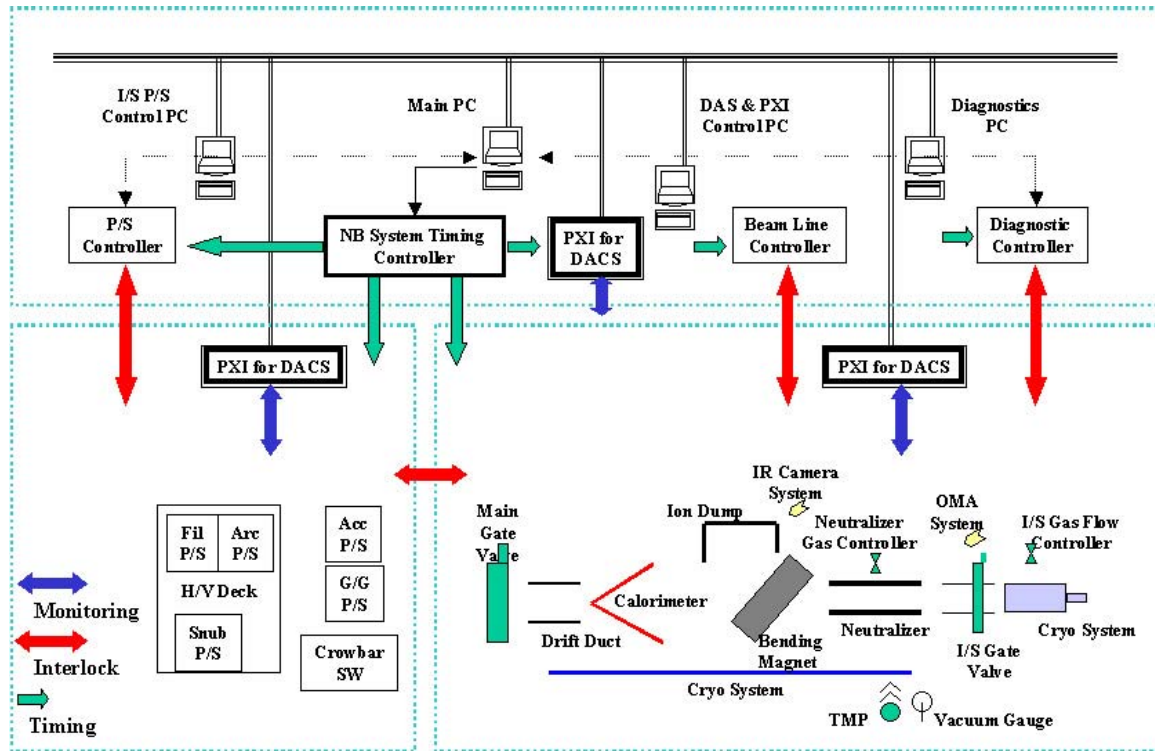 I/S P/S
Control PC
Main PC
DAS & PXI
Control PC
Diagnostics
PC
P/S
Controller
NB System Timing
Controller
PXI for
DACS
Beam Line
Controller
Diagnostic
Controller
PXI for DACS
PXI for DACS
Fil
P/S
Arc
P/S
H/V Deck
Snub
P/S
Acc
P/S
G/G
P/S
Crowbar
SW
Monitoring
Interlock
Timing
Main
Gate
Valve
Drift Duct
Calorimeter
Ion Dump
IR Camera
System
Bending
Magnet
Neutralizer
Gas Controller
Neutralizer
OMA
System
I/S Gate
Valve
I/S Gas Flow
Controller
Cryo System
Cryo System
TMP
Vacuum Gauge